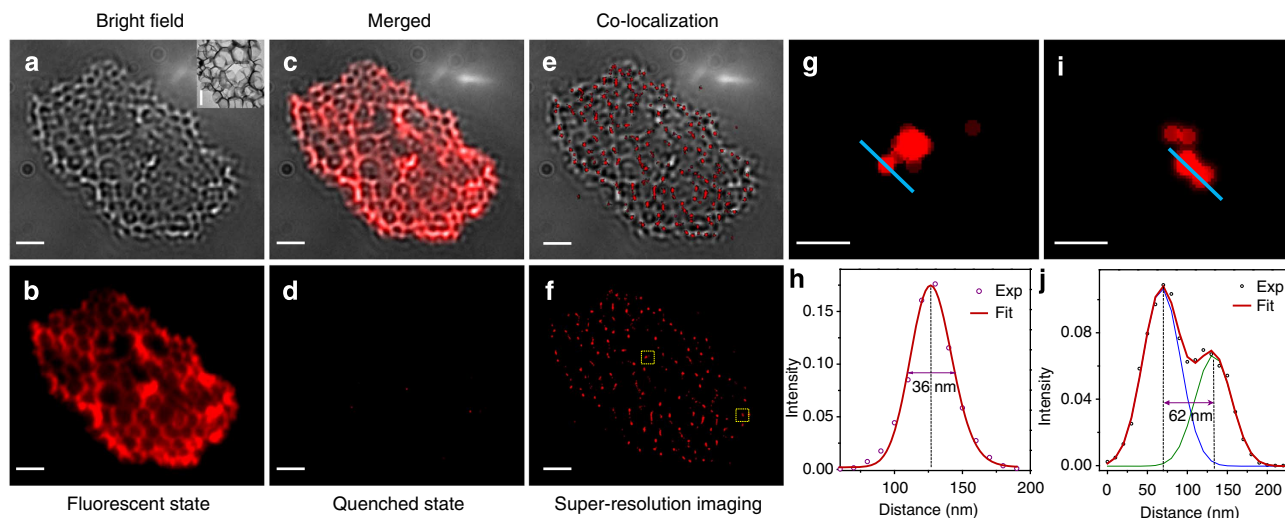 Bright field
Merged
Co-localization
a
c
e
g
i
b
d
f
Fluorescent state
Quenched state
Super-resolution imaging
h
Exp
Fit
36 nm
Intensity
0.15
0.10
0.05
0.00
100
150
200
Distance (nm)
j
Exp
Fit
62 nm
Intensity
0.08
0.04
0.00
0
50
100
150
200
Distance (nm)